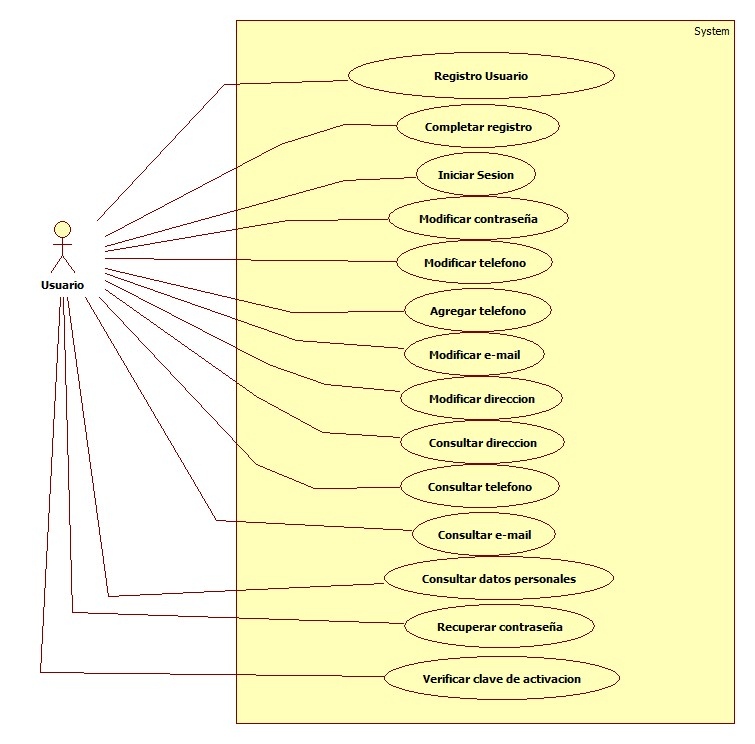 System
Registro Usuario
Completar registro
Iniciar Sesion
Modificar contraseña
Modificar telefono
Usuario
Agregar telefono
Modificar e-mail
Modificar direccion
Consultar direccion
Consultar telefono
Consultar e-mail
Consultar datos personales
Recuperar contraseña
Verificar clave de activacion